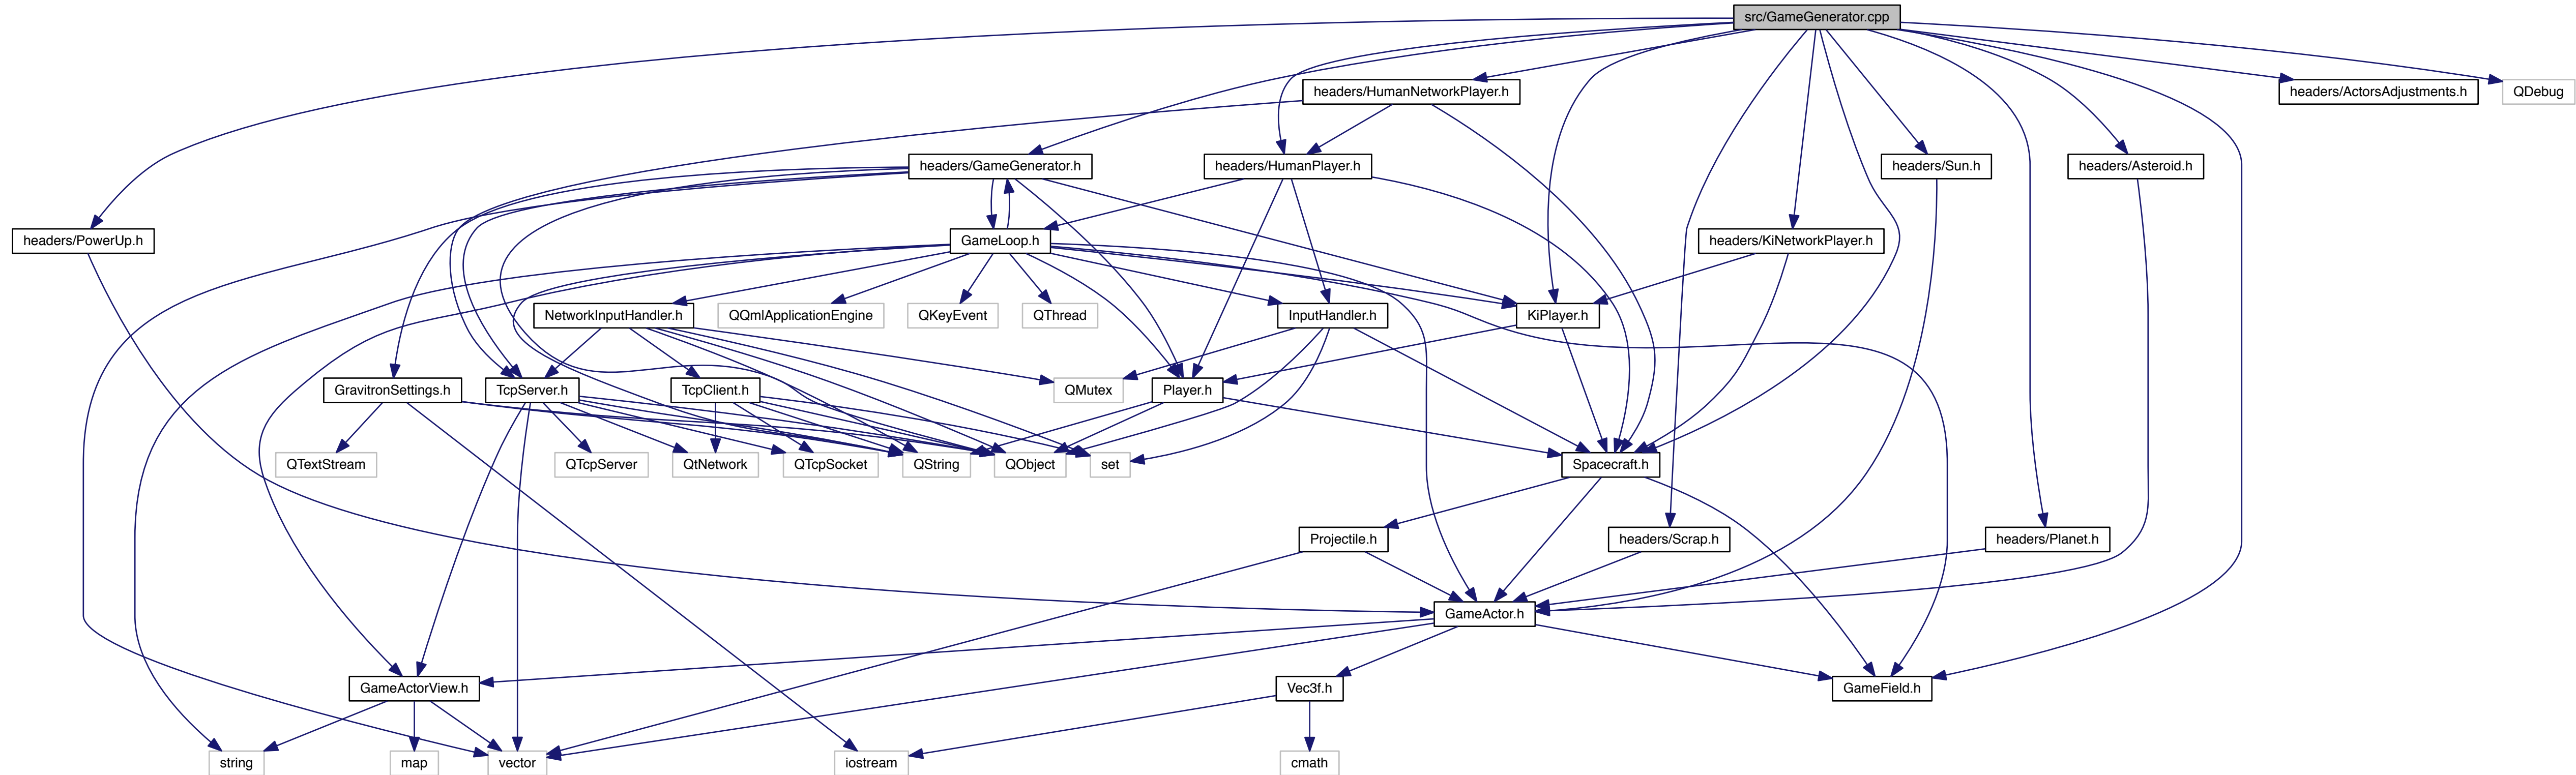 src/GameGenerator.cpp
headers/HumanNetworkPlayer.h
headers/ActorsAdjustments.h
QDebug
headers/GameGenerator.h
headers/HumanPlayer.h
headers/Sun.h
headers/Asteroid.h
headers/PowerUp.h
GameLoop.h
headers/KiNetworkPlayer.h
NetworkInputHandler.h
QQmlApplicationEngine
QKeyEvent
QThread
InputHandler.h
KiPlayer.h
GravitronSettings.h
TcpServer.h
TcpClient.h
QMutex
Player.h
QTextStream
QTcpServer
QtNetwork
QTcpSocket
QString
QObject
set
Spacecraft.h
Projectile.h
headers/Scrap.h
headers/Planet.h
GameActor.h
GameActorView.h
Vec3f.h
GameField.h
string
map
vector
iostream
cmath